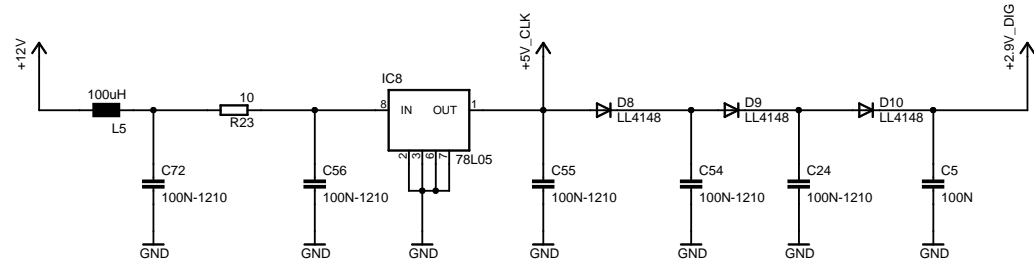 +12V
+5V_CLK
+2.9V_DIG
IC8
100uH
L5
10
R23
8
IN
OUT
1
2
3
6
7
78L05
D8
LL4148
D9
LL4148
D10
LL4148
C72
100N-1210
C56
100N-1210
C55
100N-1210
C54
100N-1210
C24
100N-1210
C5
100N
GND
GND
GND
GND
GND
GND
GND